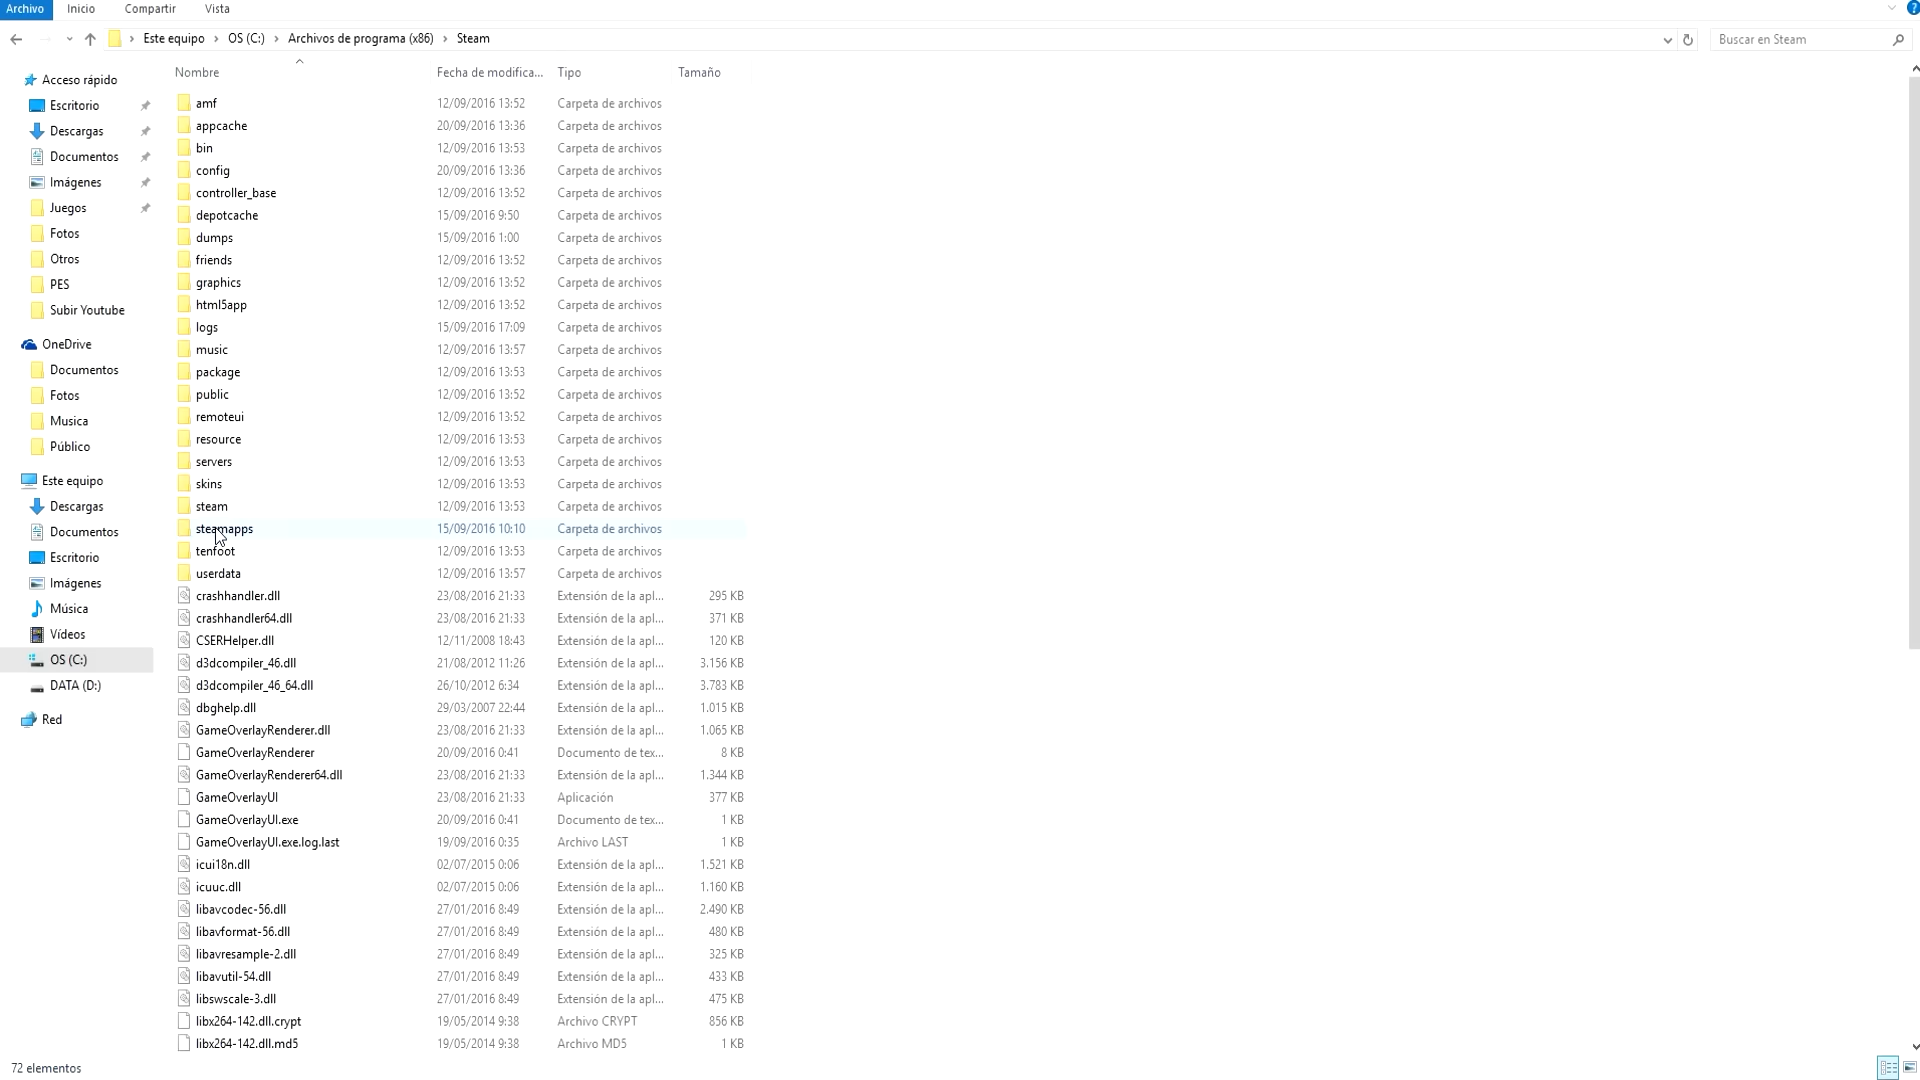 Archivo Inicio Compartir Vista
Este equipo > OS (C:) > Archivos de programa (x86) > Steam
Buscar en Steam
Nombre Fecha de modifica... Tipo Tamaño
Acceso rápido
Escritorio
Descargas
Documentos
Imágenes
Juegos
Fotos
Otros
PES
Subir Youtube
OneDrive
Documentos
Fotos
Musica
Público
Este equipo
Descargas
Documentos
Escritorio
Imágenes
Música
Vídeos
OS (C:)
DATA (D:)
Red
amf 12/09/2016 13:52 Carpeta de archivos
appcache 20/09/2016 13:36 Carpeta de archivos
bin 12/09/2016 13:53 Carpeta de archivos
config 20/09/2016 13:36 Carpeta de archivos
controller_base 12/09/2016 13:52 Carpeta de archivos
depotcache 15/09/2016 9:50 Carpeta de archivos
dumps 15/09/2016 1:00 Carpeta de archivos
friends 12/09/2016 13:52 Carpeta de archivos
graphics 12/09/2016 13:52 Carpeta de archivos
html5app 12/09/2016 13:52 Carpeta de archivos
logs 15/09/2016 17:09 Carpeta de archivos
music 12/09/2016 13:57 Carpeta de archivos
package 12/09/2016 13:53 Carpeta de archivos
public 12/09/2016 13:52 Carpeta de archivos
remoteui 12/09/2016 13:52 Carpeta de archivos
resource 12/09/2016 13:53 Carpeta de archivos
servers 12/09/2016 13:53 Carpeta de archivos
skins 12/09/2016 13:53 Carpeta de archivos
steam 12/09/2016 13:53 Carpeta de archivos
steamapps 15/09/2016 10:10 Carpeta de archivos
tenfoot 12/09/2016 13:53 Carpeta de archivos
userdata 12/09/2016 13:57 Carpeta de archivos
crashhandler.dll 23/08/2016 21:33 Extensión de la apl... 295 KB
crashhandler64.dll 23/08/2016 21:33 Extensión de la apl... 371 KB
CSERHelper.dll 12/11/2008 18:43 Extensión de la apl... 120 KB
d3dcompiler_46.dll 21/08/2012 11:26 Extensión de la apl... 3.156 KB
d3dcompiler_46_64.dll 26/10/2012 6:34 Extensión de la apl... 3.783 KB
dbghelp.dll 29/03/2007 22:44 Extensión de la apl... 1.015 KB
GameOverlayRenderer.dll 23/08/2016 21:33 Extensión de la apl... 1.065 KB
GameOverlayRenderer 20/09/2016 0:41 Documento de tex... 8 KB
GameOverlayRenderer64.dll 23/08/2016 21:33 Extensión de la apl... 1.344 KB
GameOverlayUI 23/08/2016 21:33 Aplicación 377 KB
GameOverlayUI.exe 20/09/2016 0:41 Documento de tex... 1 KB
GameOverlayUI.exe.log.last 19/09/2016 0:35 Archivo LAST 1 KB
icui18n.dll 02/07/2015 0:06 Extensión de la apl... 1.521 KB
icuuc.dll 02/07/2015 0:06 Extensión de la apl... 1.160 KB
libavcodec-56.dll 27/01/2016 8:49 Extensión de la apl... 2.490 KB
libavformat-56.dll 27/01/2016 8:49 Extensión de la apl... 480 KB
libavresample-2.dll 27/01/2016 8:49 Extensión de la apl... 325 KB
libavutil-54.dll 27/01/2016 8:49 Extensión de la apl... 433 KB
libswscale-3.dll 27/01/2016 8:49 Extensión de la apl... 475 KB
libx264-142.dll.crypt 19/05/2014 9:38 Archivo CRYPT 856 KB
libx264-142.dll.md5 19/05/2014 9:38 Archivo MD5 1 KB
72 elementos